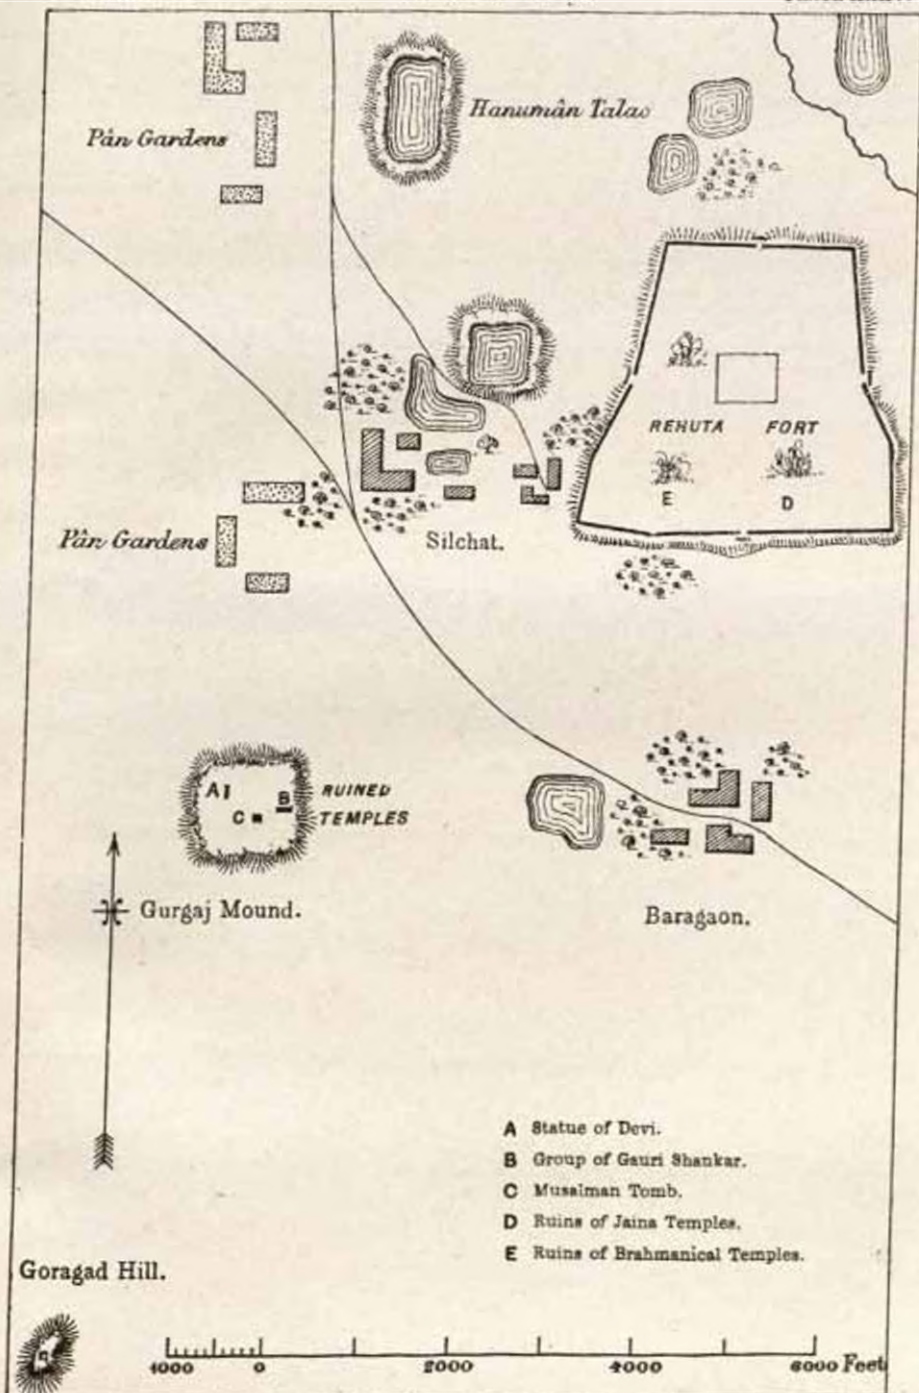 Hanumân Talao
Pân Gardens
REHUTA FORT
E
D
Pân Gardens
Silchat.
A
B
C
RUINED
TEMPLES
Gurgaj Mound.
Baragaon.
A Statue of Devi.
B Group of Gauri Shankar.
C Musalman Tomb.
D Ruins of Jaina Temples.
E Ruins of Brahmanical Temples.
Goragad Hill.
1000 0 2000 4000 6000 Feet